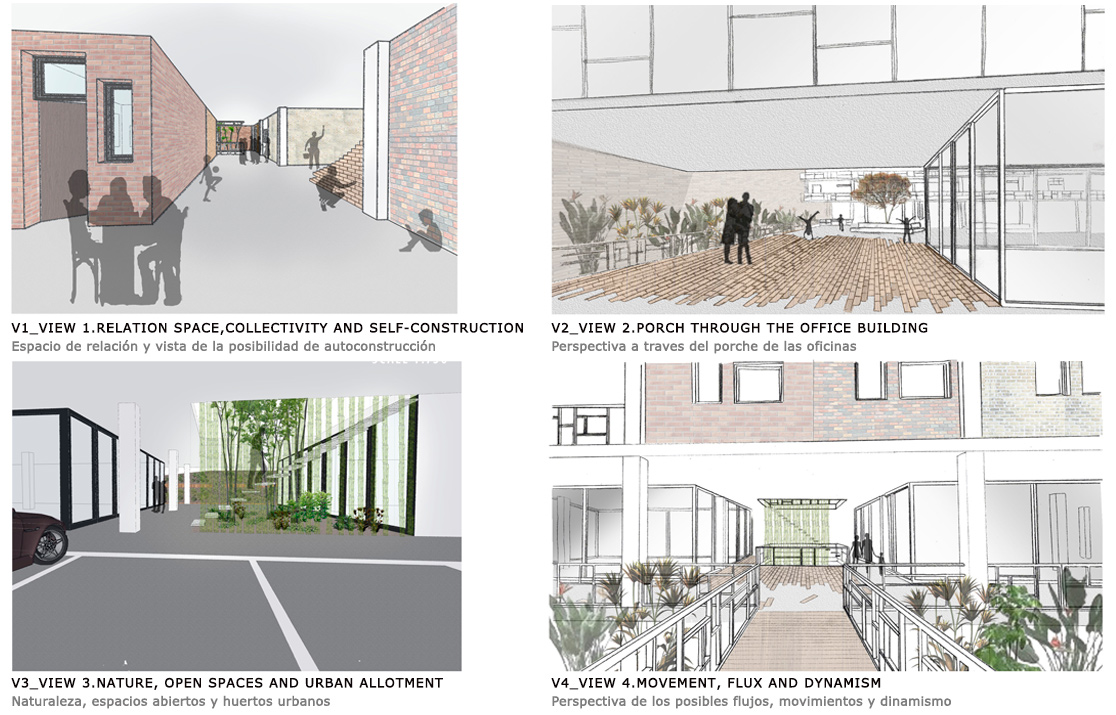 V1_VIEW 1.RELATION SPACE,COLLECTIVITY AND SELF-CONSTRUCTION
Espacio de relación y vista de la posibilidad de autoconstrucción
V2_VIEW 2.PORCH THROUGH THE OFFICE BUILDING
Perspectiva a traves del porche de las oficinas
V3_VIEW 3.NATURE, OPEN SPACES AND URBAN ALLOTMENT
Naturaleza, espacios abiertos y huertos urbanos
V4_VIEW 4.MOVEMENT, FLUX AND DYNAMISM
Perspectiva de los posibles flujos, movimientos y dinamismo